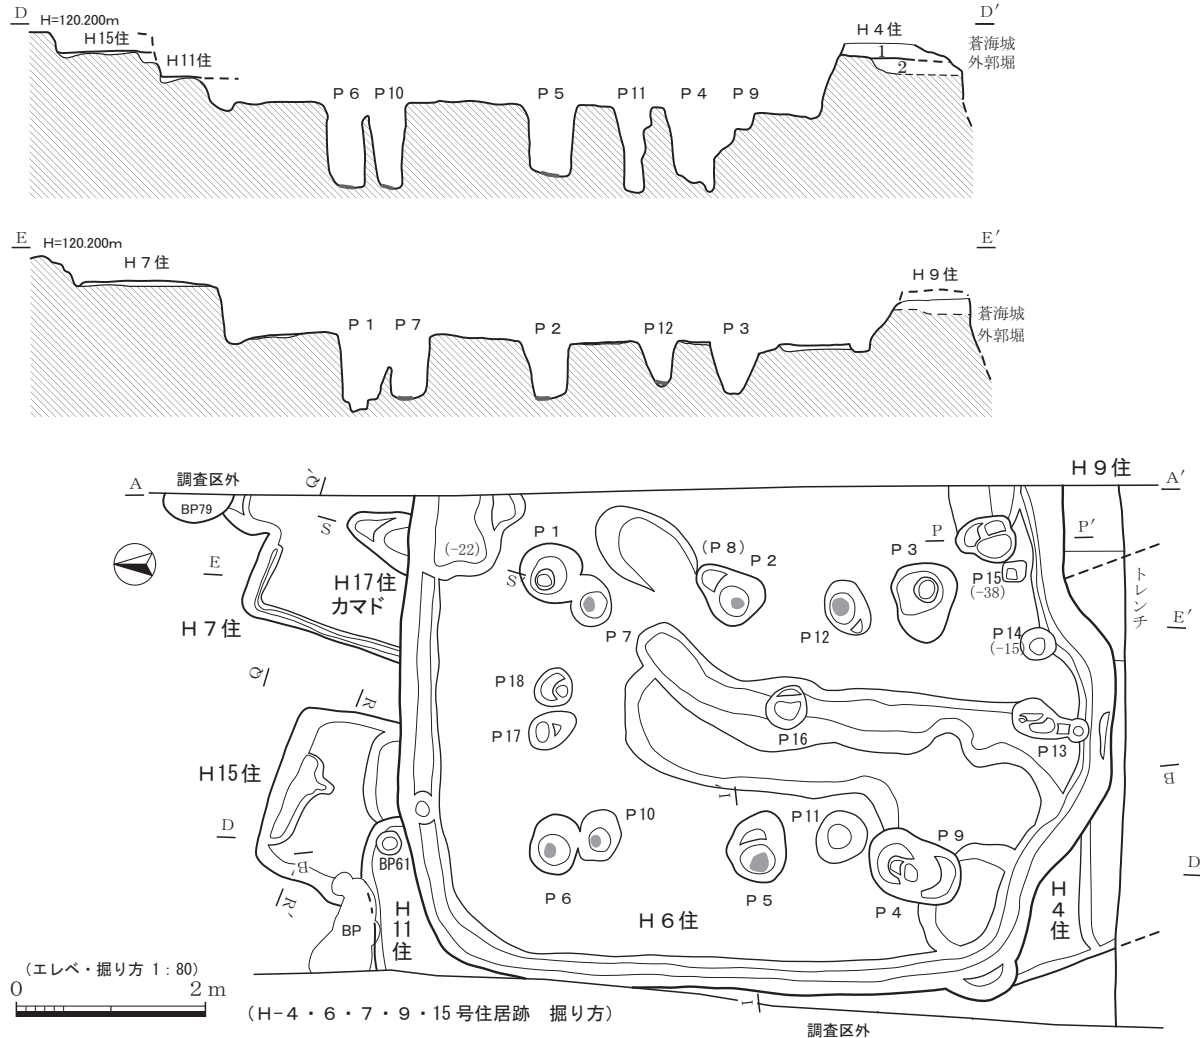 D
H=120.200m
H15住
H11住
P6
P10
P5
P11
P4
P9
H4住
1
2
D′
蒼海城
外郭堀
E
H=120.200m
H7住
P1
P7
P2
P12
P3
H9住
E′
蒼海城
外郭堀
A
調査区外
BP79
Q′
S
E
H17住
カマド
(-22)
S′
P1
(P8)
P2
P3
P
P′
H9住
A′
P15
(-38)
トレンチ
E′
H7住
P7
P12
P14
(-15)
Q
R
P18
P17
P16
P13
H15住
B
D
I′
P10
P11
P9
BP61
B′
R′
P6
P5
P4
D
H6住
H4住
H11住
BP
(エレベ・掘り方 1:80)
0
2m
(H-4・6・7・9・15号住居跡 掘り方)
I
調査区外